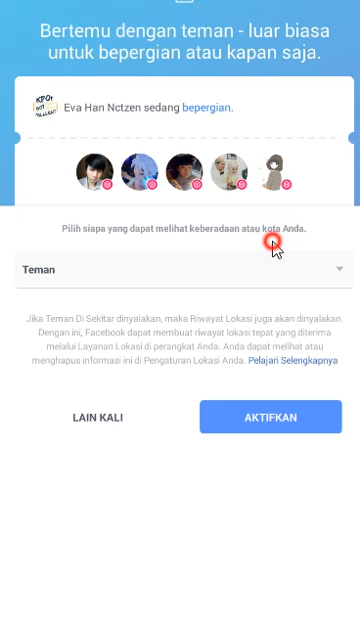 Bertemu dengan teman - luar biasa
untuk bepergian atau kapan saja.
Eva Han Nctzen sedang bepergian.
Pilih siapa yang dapat melihat keberadaan atau kota Anda.
Teman
Jika Teman Di Sekitar dinyalakan, maka Riwayat Lokasi juga akan dinyalakan.
Dengan ini, Facebook dapat membuat riwayat lokasi tepat yang diterima
melalui Layanan Lokasi di perangkat Anda. Anda dapat melihat atau
menghapus informasi ini di Pengaturan Lokasi Anda. Pelajari Selengkapnya
LAIN KALI
AKTIFKAN